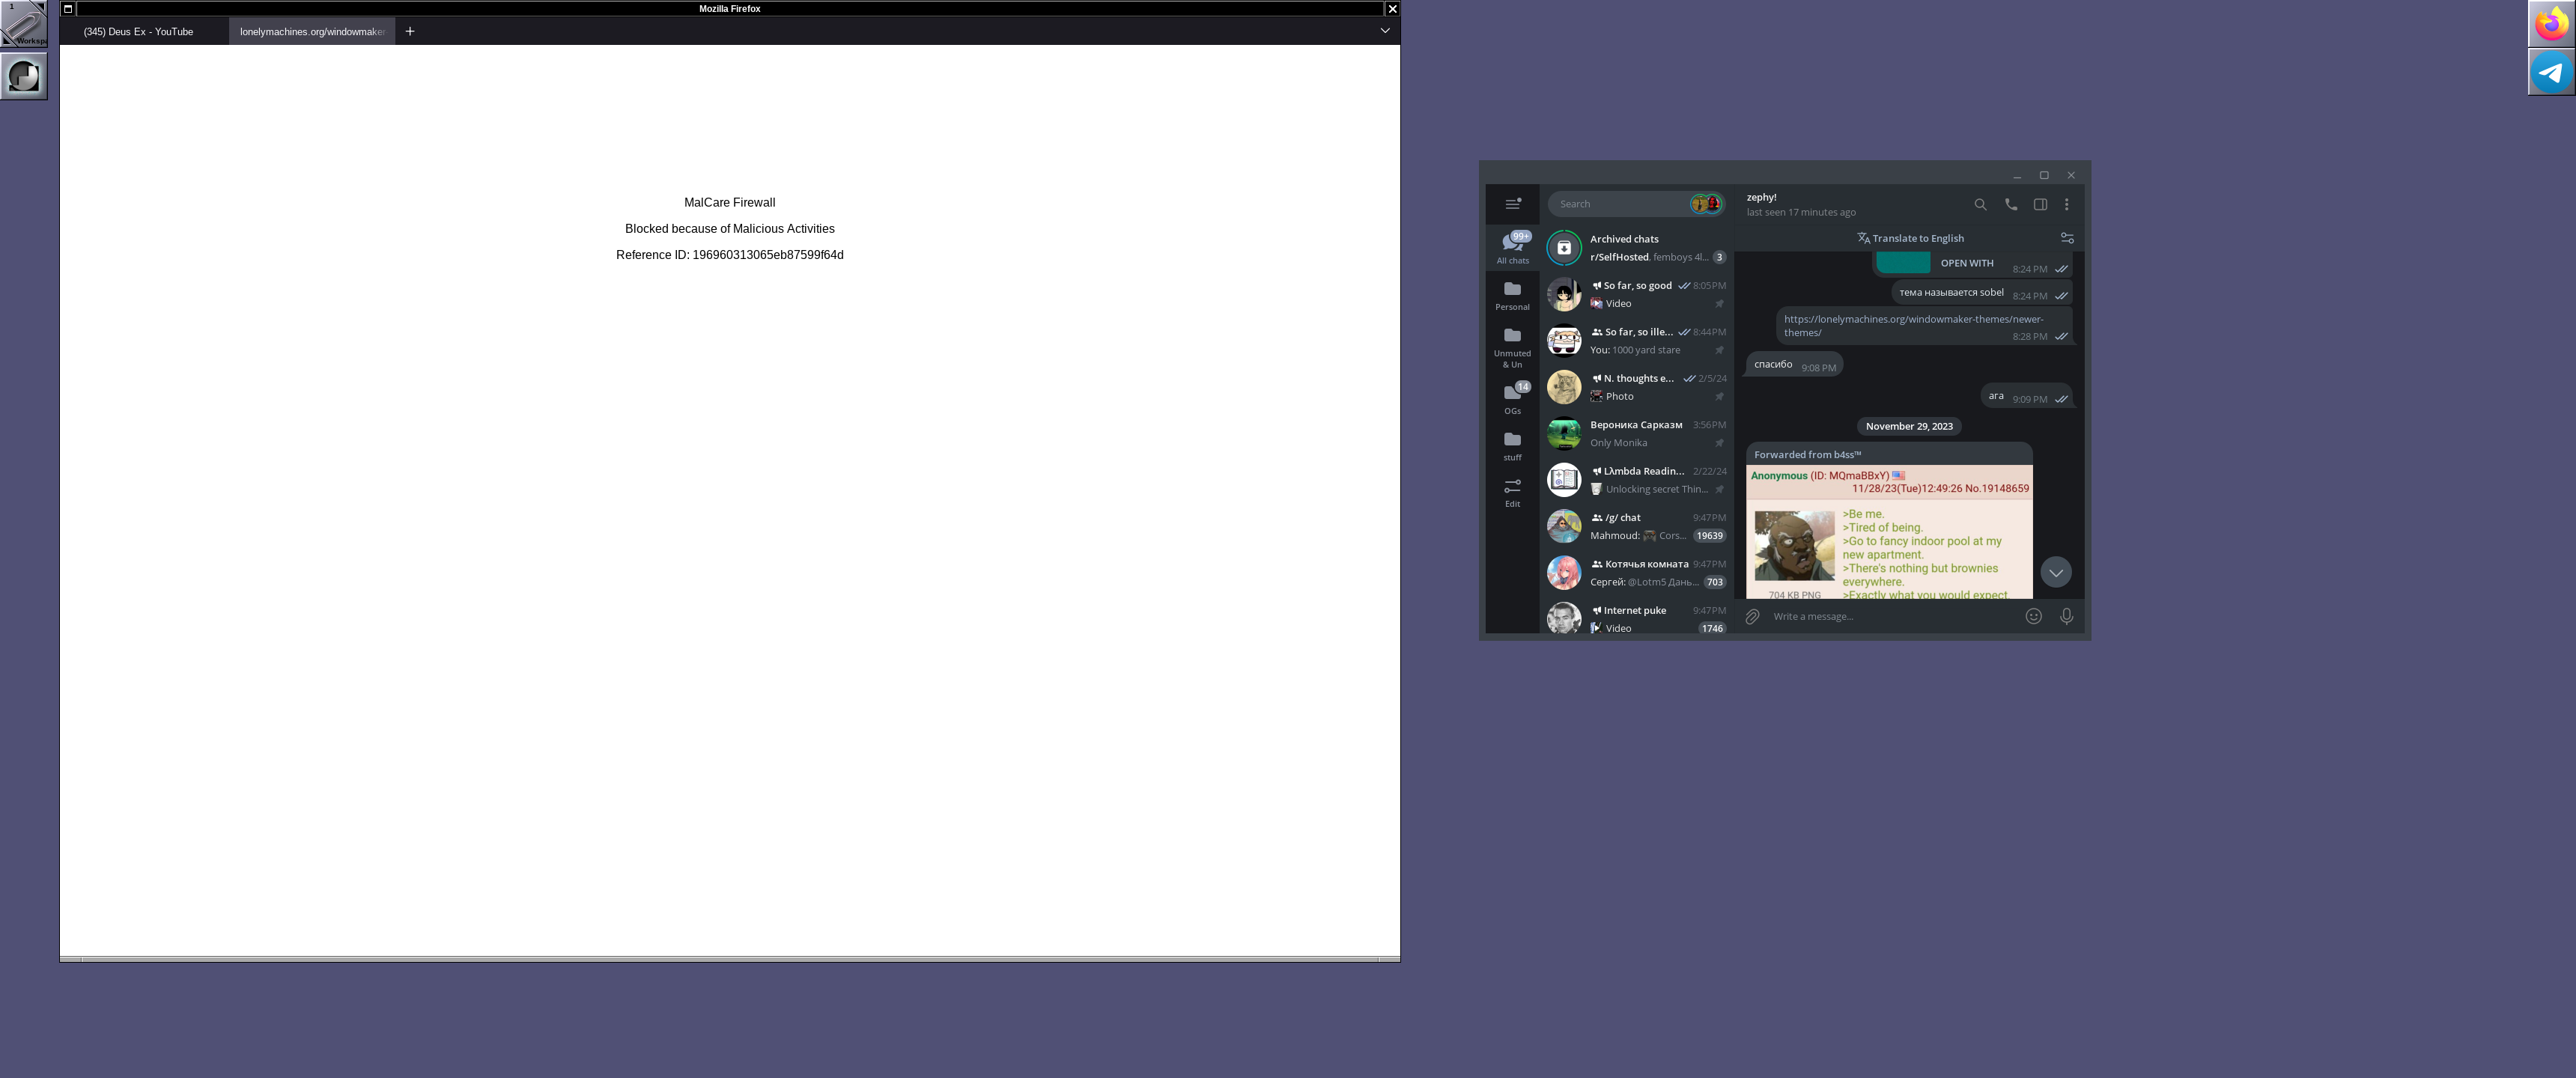 1
Workspa
Mozilla Firefox
(345) Deus Ex - YouTube
lonelymachines.org/windowmaker-
MalCare Firewall
Blocked because of Malicious Activities
Reference ID: 196960313065eb87599f64d
Search
99+
All chats
Personal
Unmuted
& Un
14
OGs
stuff
Edit
Archived chats
r/SelfHosted. femboys 4l... 3
So far, so good 8:05PM
Video
So far, so ille... 8:44PM
You: 1000 yard stare
N. thoughts e... 2/5/24
Photo
Вероника Сарказм 3:56PM
Only Monika
Lλmbda Readin... 2/22/24
Unlocking secret Thin...
/g/ chat 9:47PM
Mahmoud: Cors... 19639
Котячья комната 9:47PM
Сергей: @Lotm5 Дань... 703
Internet puke 9:47PM
Video 1746
zephy!
last seen 17 minutes ago
Translate to English
OPEN WITH 8:24 PM
тема называется sobel 8:24 PM
https://lonelymachines.org/windowmaker-themes/newer-
themes/ 8:28 PM
спасибо 9:08 PM
ага 9:09 PM
November 29, 2023
Forwarded from b4ss™
Anonymous (ID: MQmaBBxY)
11/28/23(Tue)12:49:26 No.19148659
>Be me.
>Tired of being.
>Go to fancy indoor pool at my
new apartment.
>There's nothing but brownies
everywhere.
>Exactly what you would expect.
704 KB PNG
Write a message...